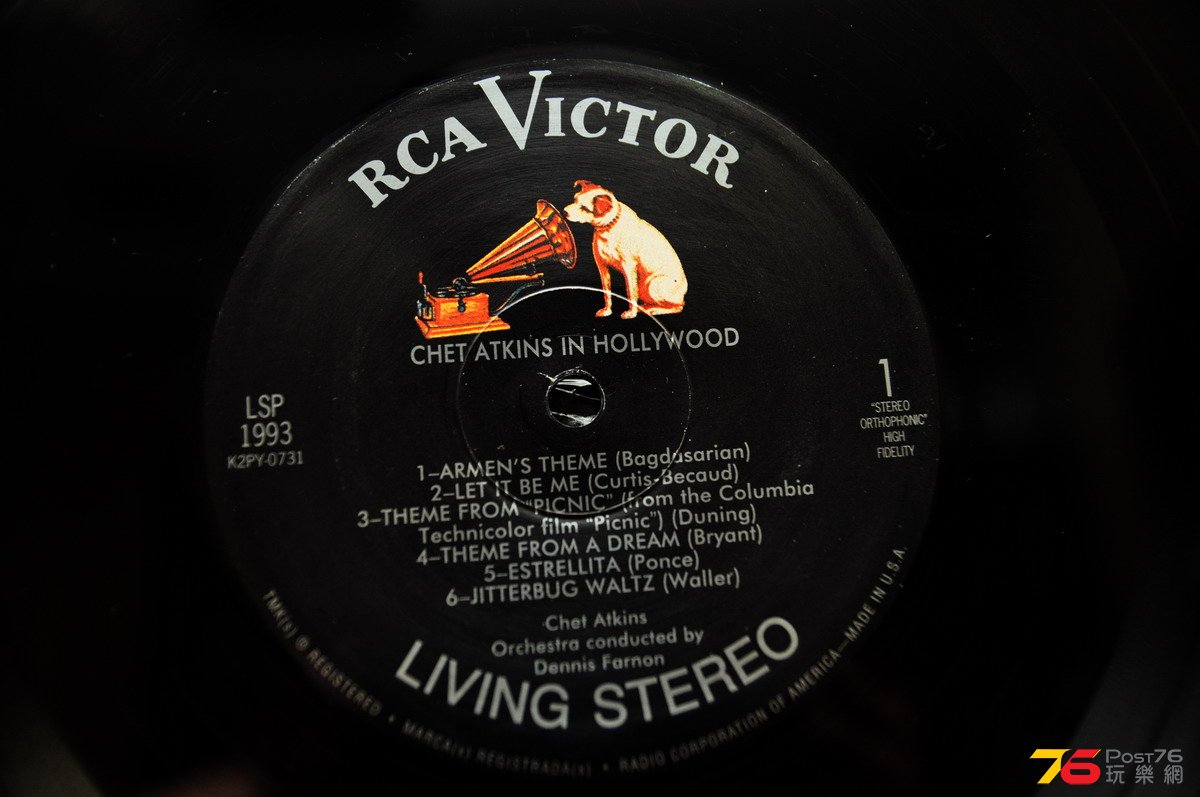 RCA VICTOR
CHET ATKINS IN HOLLYWOOD
LSP
1993
K2PY-0731
1
"STEREO
ORTHOPHONIC"
HIGH
FIDELITY
1–ARMEN'S THEME (Bagdasarian)
2–LET IT BE ME (Curtis-Becaud)
3–THEME FROM "PICNIC" (from the Columbia
Technicolor film "Picnic") (Duning)
4–THEME FROM A DREAM (Bryant)
5–ESTRELLITA (Ponce)
6–JITTERBUG WALTZ (Waller)
Chet Atkins
Orchestra conducted by
Dennis Farnon
LIVING STEREO
TMK(s) ® REGISTERED • MARCA(s) REGISTRADA(s) • RADIO CORPORATION OF AMERICA—MADE IN U.S.A.
76 POST76
玩樂網